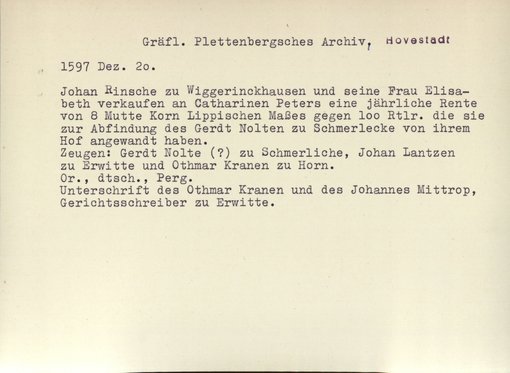 Gräfl. Plettenbergsches Archiv, Hovestadt
1597 Dez. 2o.
Johan Rinsche zu Wiggerinckhausen und seine Frau Elisa-
beth verkaufen an Catharinen Peters eine jährliche Rente
von 8 Mutte Korn Lippischen Maßes gegen loo Rtlr. die sie
zur Abfindung des Gerdt Nolten zu Schmerlecke von ihrem
Hof angewandt haben.
Zeugen: Gerdt Nolte (?) zu Schmerliche, Johan Lantzen
zu Erwitte und Othmar Kranen zu Horn.
Or., dtsch., Perg.
Unterschrift des Othmar Kranen und des Johannes Mittrop,
Gerichtsschreiber zu Erwitte.